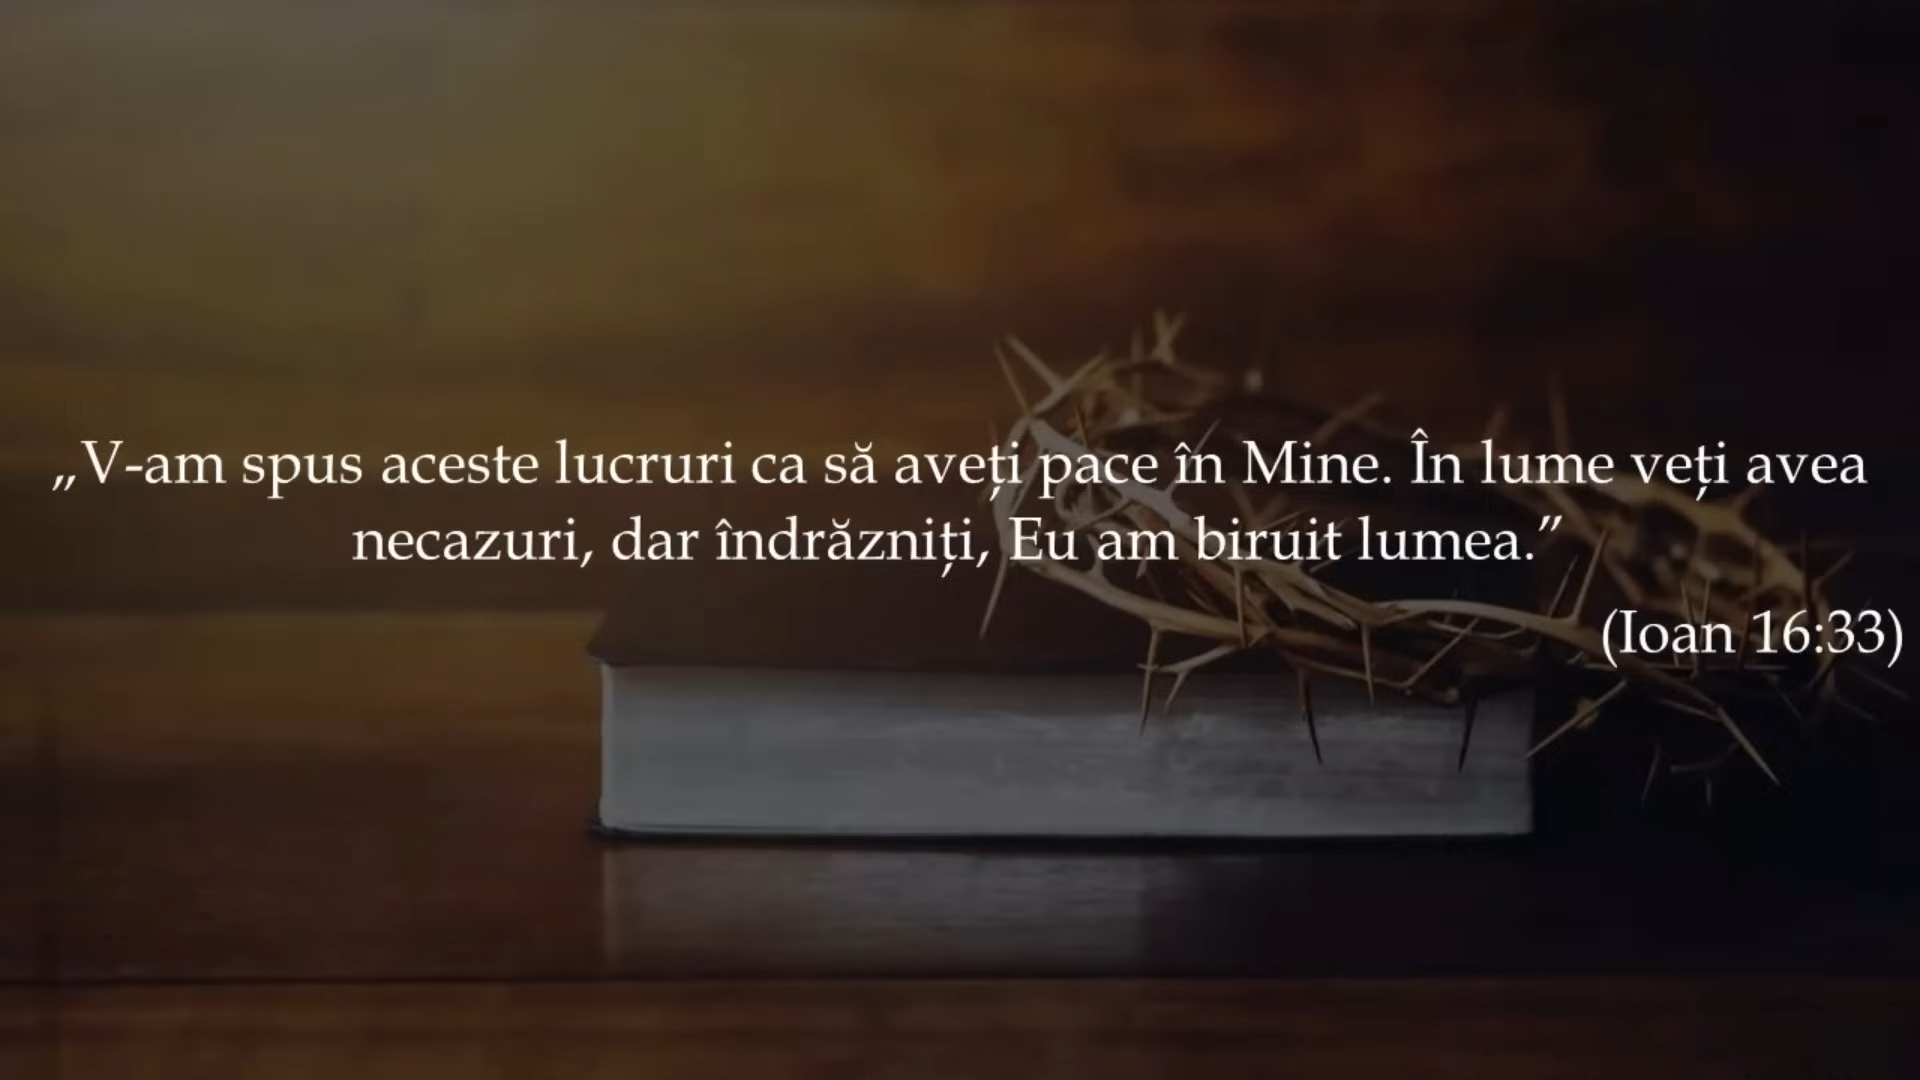 „V-am spus aceste lucruri ca să aveți pace în Mine. În lume veți avea
necazuri, dar îndrăzniți, Eu am biruit lumea.”
(Ioan 16:33)